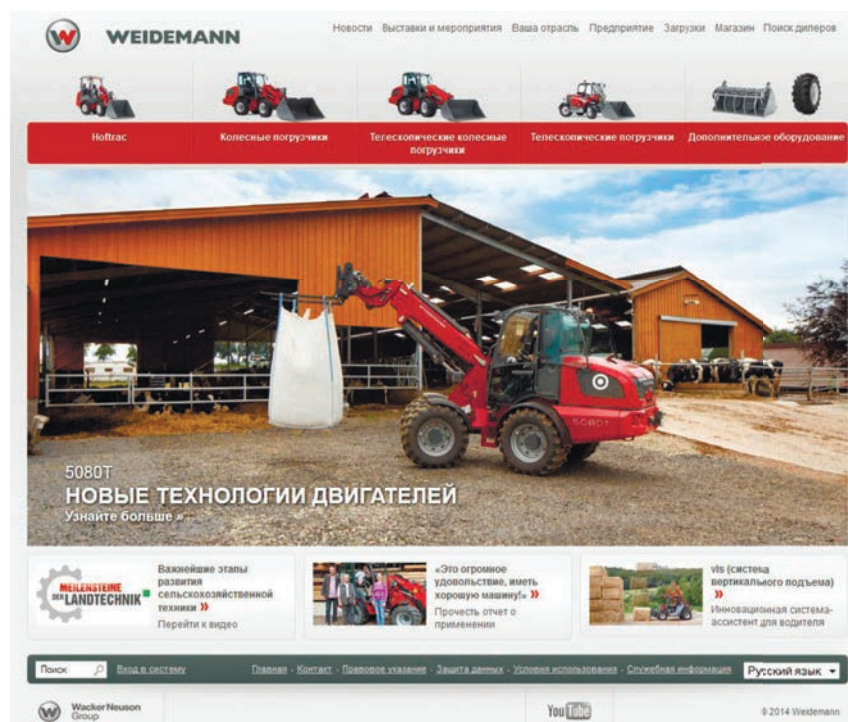 WEIDEMANN
Новости Выставки и мероприятия Ваша отрасль Предприятие Загрузки Магазин Поиск дилеров
Hoftrac
Колесные погрузчики
Телескопические колесные
погрузчики
Телескопические погрузчики
Дополнительное оборудование
WEIDEMANN
5080T
5080T
НОВЫЕ ТЕХНОЛОГИИ ДВИГАТЕЛЕЙ
Узнайте больше »
MEILENSTEINE
DER LANDTECHNIK
Важнейшие этапы
развития
сельскохозяйственной
техники »
Перейти к видео
«Это огромное
удовольствие, иметь
хорошую машину!» »
Прочесть отчет о
применении
vls (система
вертикального подъема)
»
Инновационная система-
ассистент для водителя
Поиск
Вход в систему
Главная - Контакт - Правовое указание - Защита данных - Условия использования - Служебная информация
Русский язык
Wacker Neuson
Group
YouTube
© 2014 Weidemann